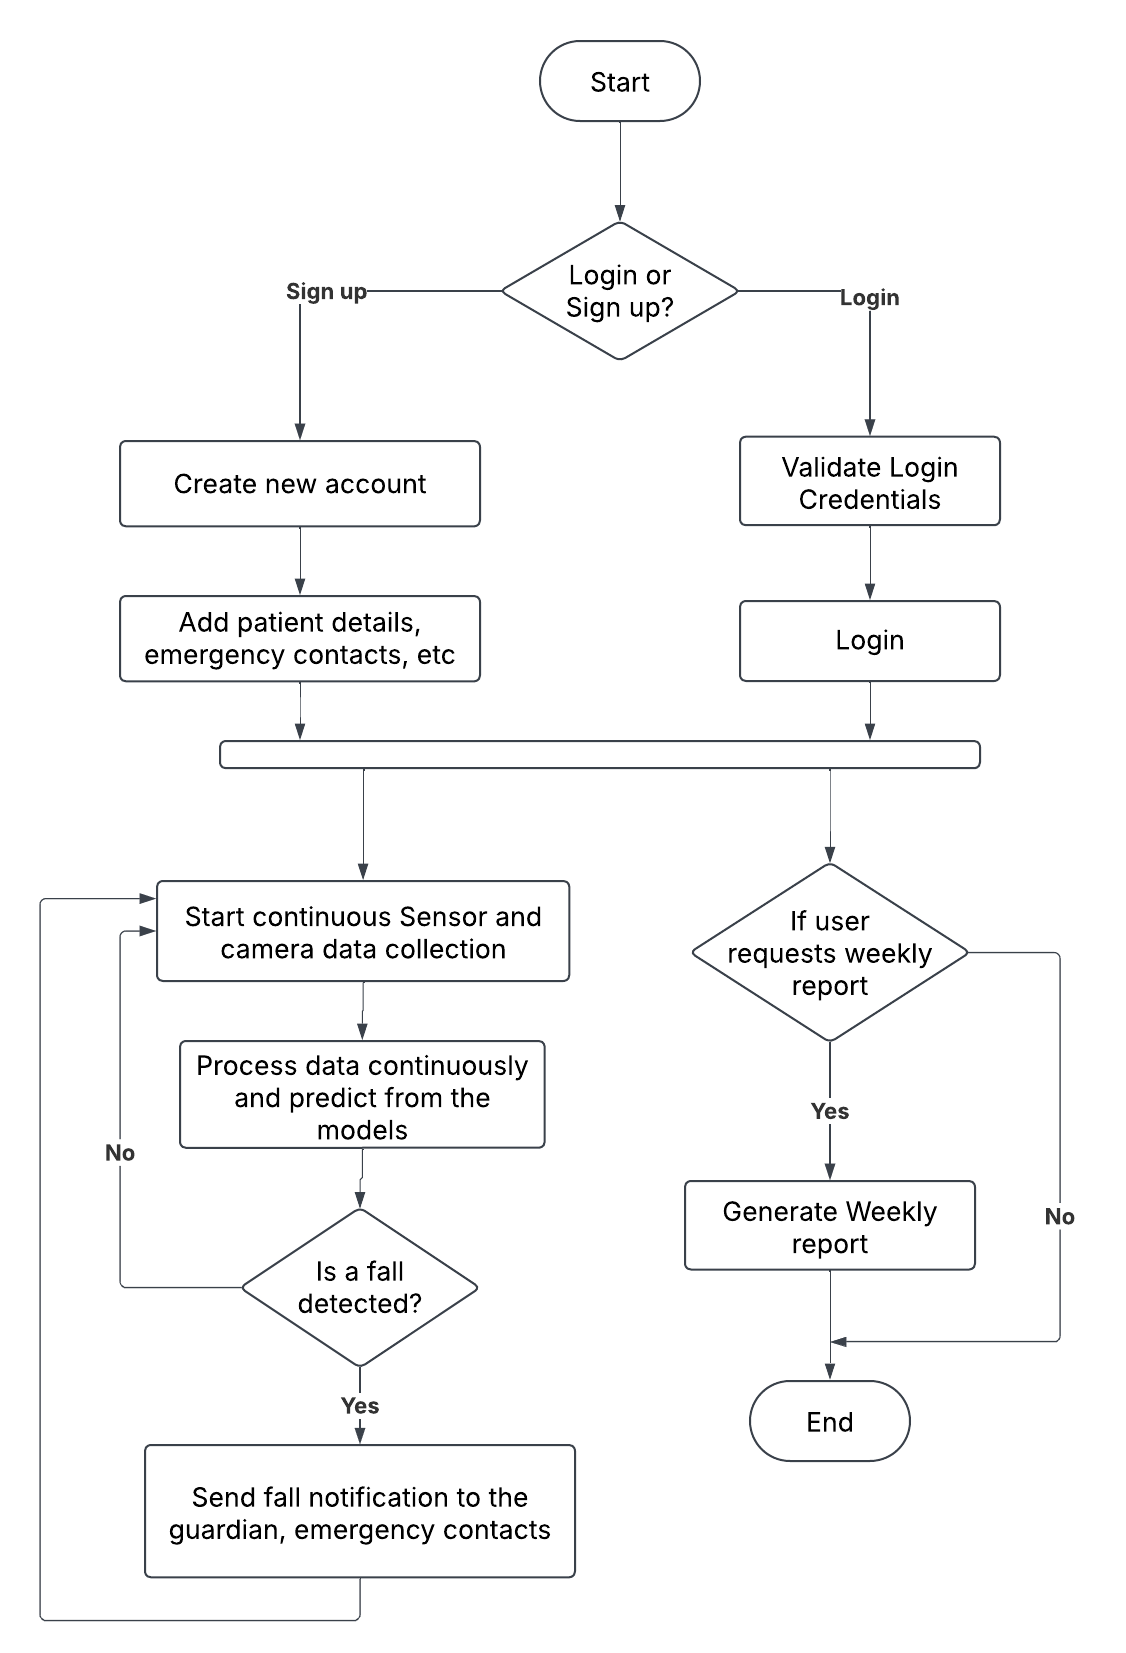 Start
Login or
Sign up?
Sign up
Login
Create new account
Validate Login
Credentials
Add patient details,
emergency contacts, etc
Login
Start continuous Sensor and
camera data collection
If user
requests weekly
report
Process data continuously
and predict from the
models
Yes
No
Generate Weekly
report
No
Is a fall
detected?
Yes
End
Send fall notification to the
guardian, emergency contacts